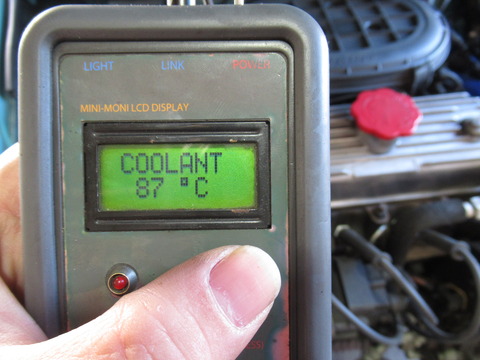 LIGHT LINK POWER
MINI-MONI LCD DISPLAY
COOLANT
87 °C